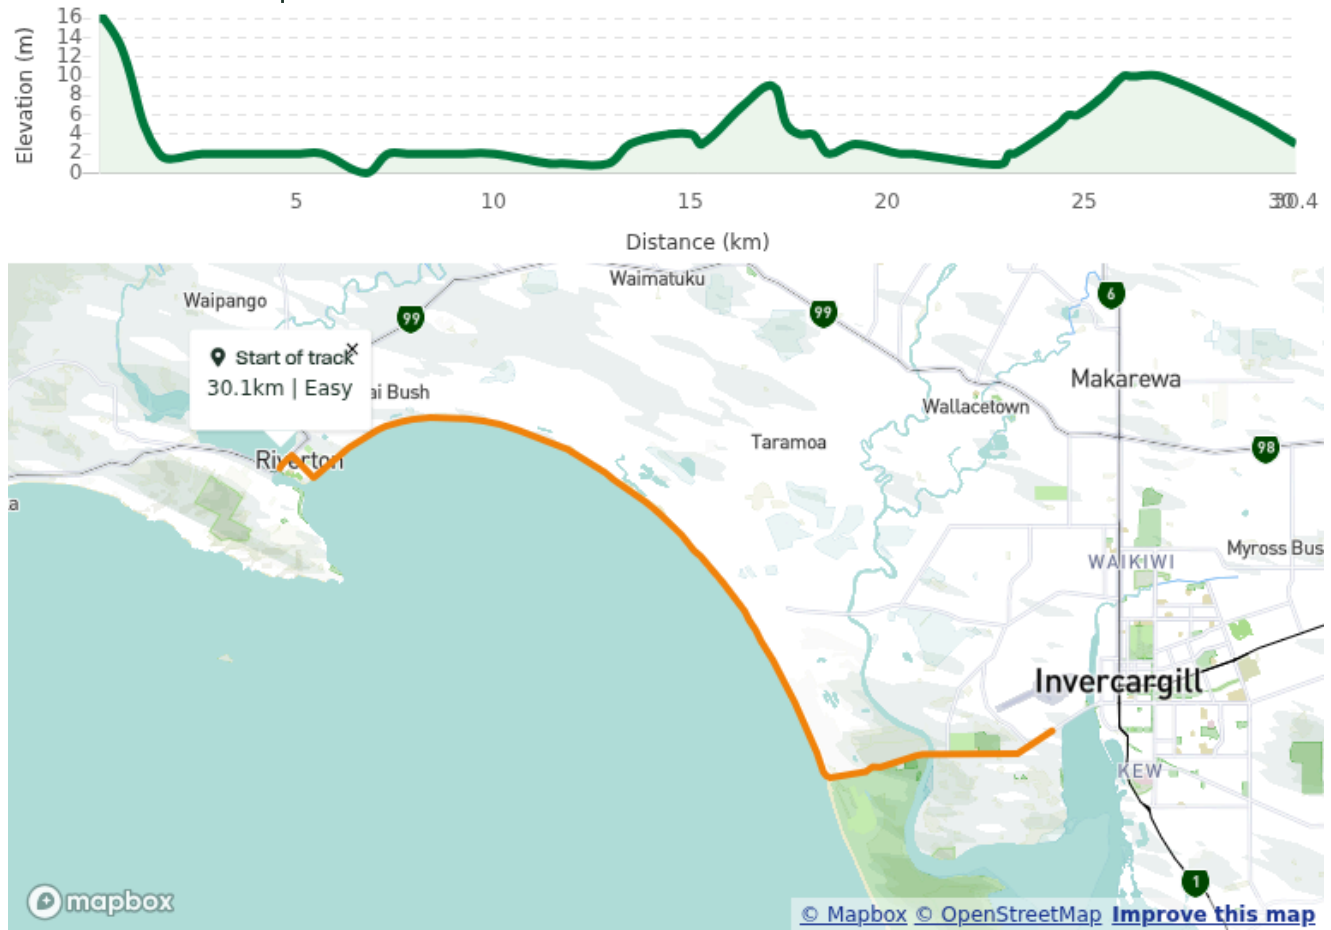 16
14
12
10
8
6
4
2
0
Elevation (m)
5
10
15
20
25
30.4
Distance (km)
Waimatuku
Waipango
6
99
99
Start of track
×
30.1km | Easy
Makarewa
ai Bush
Wallacetown
Taramoa
98
Riverton
a
Myross Bus
WAIKIWI
Invercargill
KEW
1
mapbox
© Mapbox © OpenStreetMap Improve this map